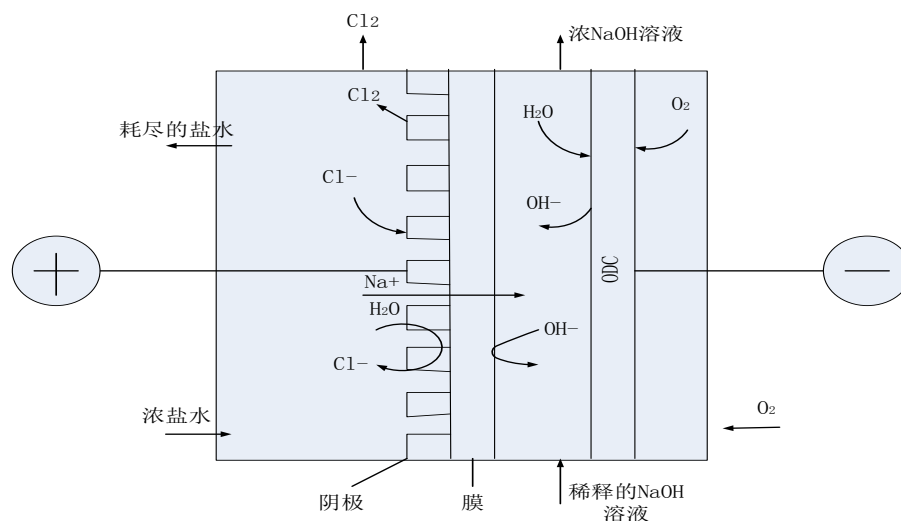 Cl2
浓NaOH溶液
Cl2
O₂
H₂O
耗尽的盐水
Cl-
OH-
ODC
+
−
Na+
H₂O
OH-
Cl-
浓盐水
O₂
阴极
膜
稀释的NaOH
溶液